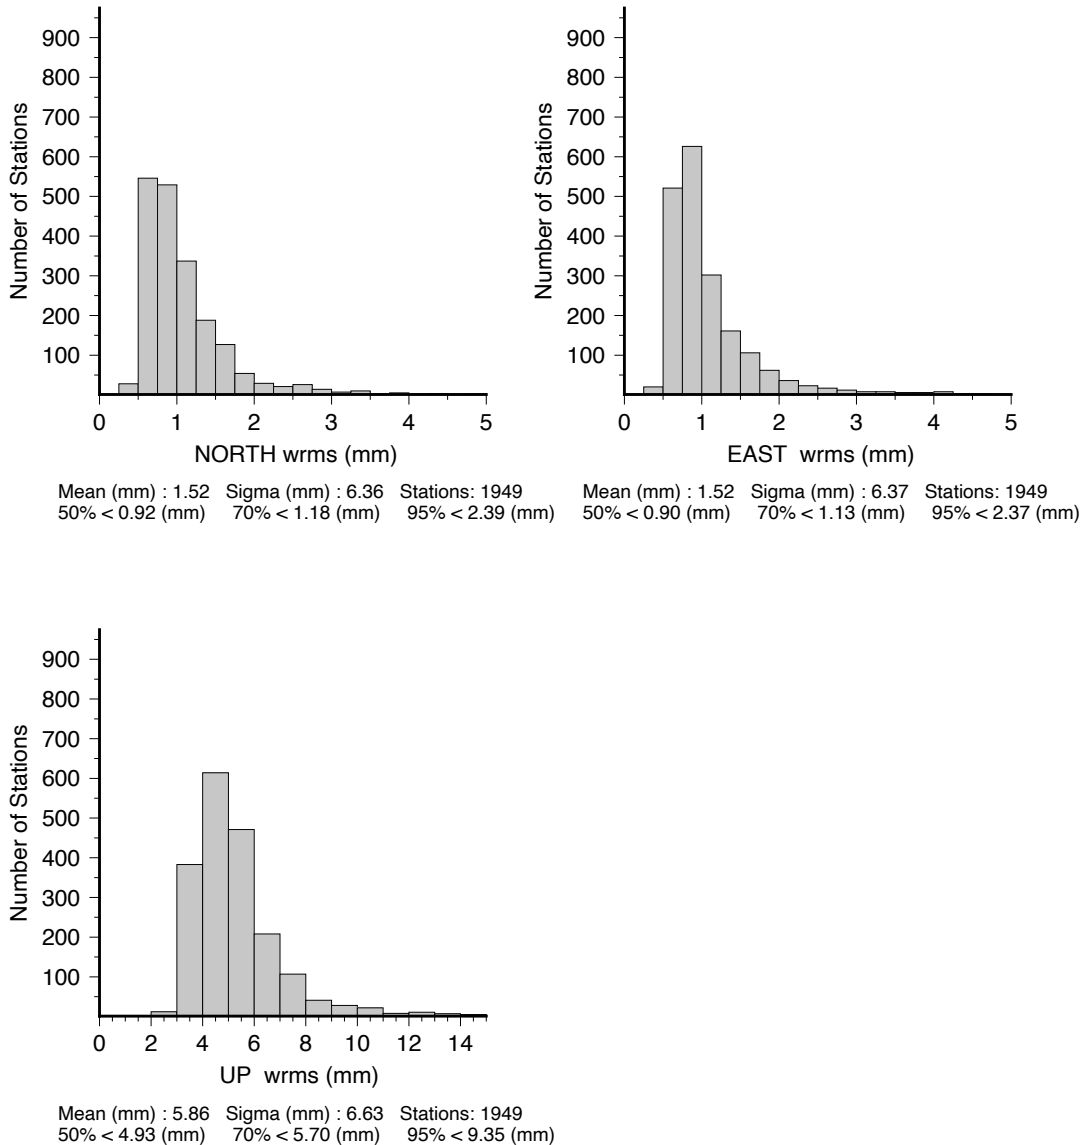 900
800
700
600
500
400
300
200
100
Number of Stations
0 1 2 3 4 5
NORTH wrms (mm)
Mean (mm) : 1.52 Sigma (mm) : 6.36 Stations: 1949
50% < 0.92 (mm) 70% < 1.18 (mm) 95% < 2.39 (mm)
900
800
700
600
500
400
300
200
100
Number of Stations
0 1 2 3 4 5
EAST wrms (mm)
Mean (mm) : 1.52 Sigma (mm) : 6.37 Stations: 1949
50% < 0.90 (mm) 70% < 1.13 (mm) 95% < 2.37 (mm)
900
800
700
600
500
400
300
200
100
Number of Stations
0 2 4 6 8 10 12 14
UP wrms (mm)
Mean (mm) : 5.86 Sigma (mm) : 6.63 Stations: 1949
50% < 4.93 (mm) 70% < 5.70 (mm) 95% < 9.35 (mm)